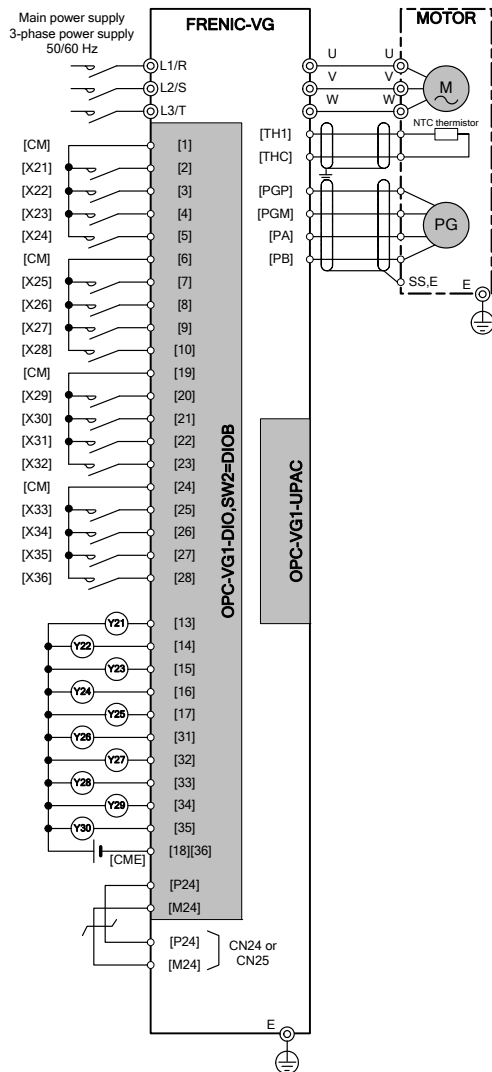 Main power supply
3-phase power supply
50/60 Hz
FRENIC-VG
MOTOR
L1/R
L2/S
L3/T
U
V
W
U
V
W
M
NTC thermistor
[TH1]
[THC]
[PGP]
[PGM]
[PA]
[PB]
PG
SS,E
E
[CM] [1]
[X21] [2]
[X22] [3]
[X23] [4]
[X24] [5]
[CM] [6]
[X25] [7]
[X26] [8]
[X27] [9]
[X28] [10]
[CM] [19]
[X29] [20]
[X30] [21]
[X31] [22]
[X32] [23]
[CM] [24]
[X33] [25]
[X34] [26]
[X35] [27]
[X36] [28]
OPC-VG1-DIO,SW2=DIOB
OPC-VG1-UPAC
Y21 [13]
Y22 [14]
Y23 [15]
Y24 [16]
Y25 [17]
Y26 [31]
Y27 [32]
Y28 [33]
Y29 [34]
Y30 [35]
[CME] [18][36]
[P24]
[M24]
[P24]
[M24]
CN24 or
CN25
E